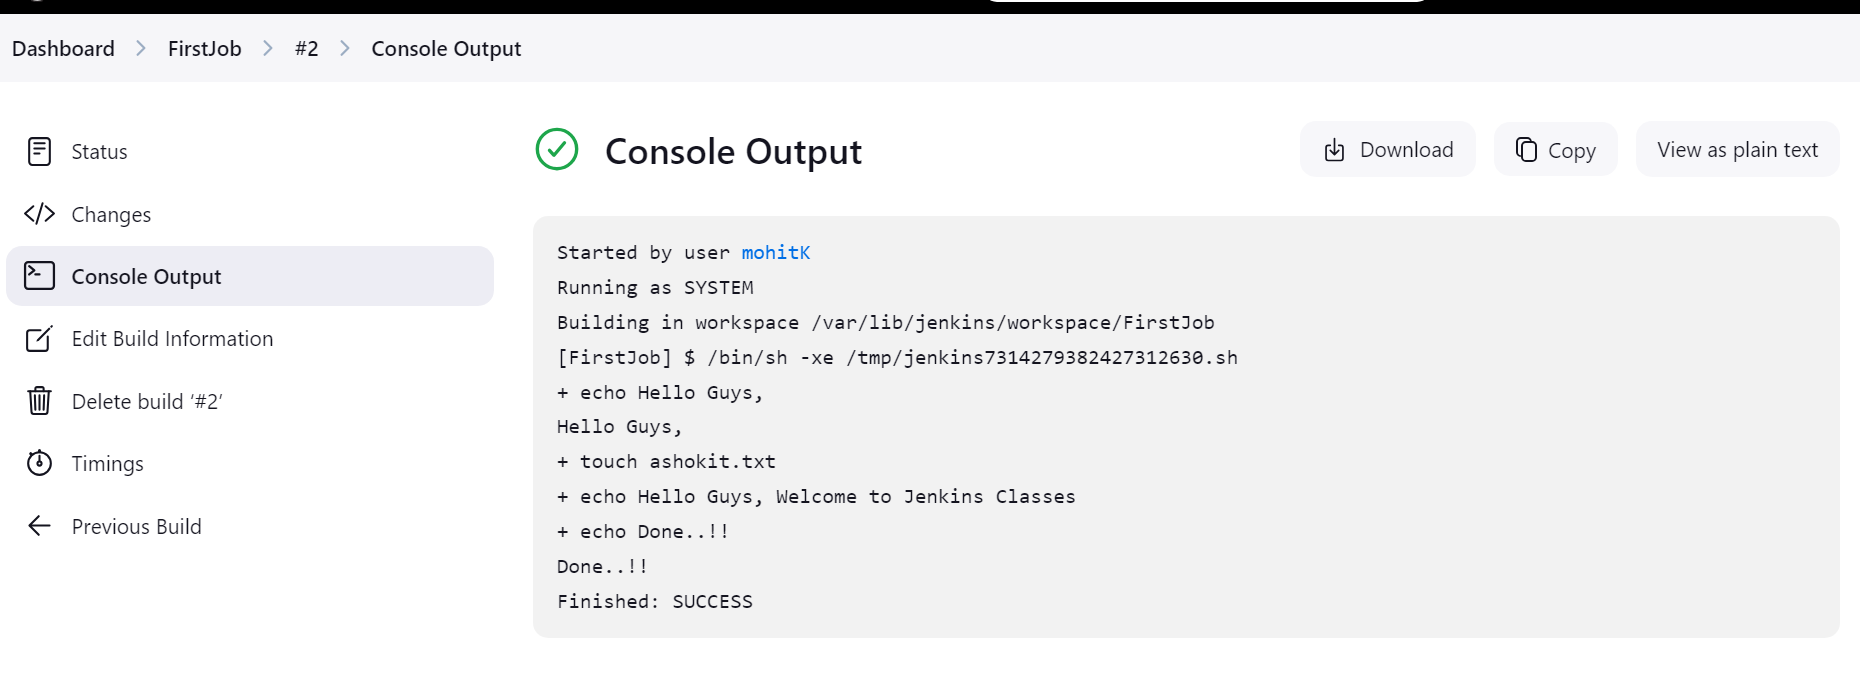 Dashboard > FirstJob > #2 > Console Output
Status
Changes
Console Output
Edit Build Information
Delete build ‘#2’
Timings
Previous Build
Console Output
Download
Copy
View as plain text
Started by user mohitK
Running as SYSTEM
Building in workspace /var/lib/jenkins/workspace/FirstJob
[FirstJob] $ /bin/sh -xe /tmp/jenkins7314279382427312630.sh
+ echo Hello Guys,
Hello Guys,
+ touch ashokit.txt
+ echo Hello Guys, Welcome to Jenkins Classes
+ echo Done..!!
Done..!!
Finished: SUCCESS